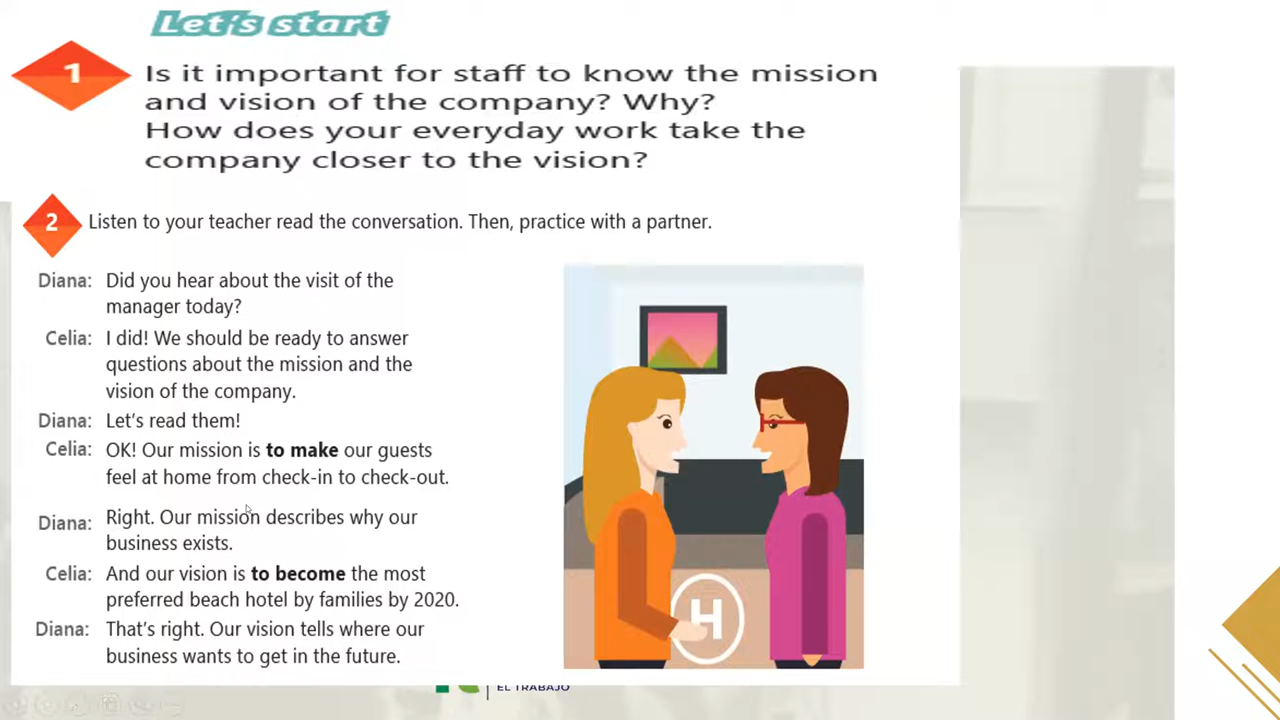 Let's start
1
Is it important for staff to know the mission
and vision of the company? Why?
How does your everyday work take the
company closer to the vision?
2
Listen to your teacher read the conversation. Then, practice with a partner.
Diana: Did you hear about the visit of the
manager today?
Celia: I did! We should be ready to answer
questions about the mission and the
vision of the company.
Diana: Let's read them!
Celia: OK! Our mission is to make our guests
feel at home from check-in to check-out.
Diana: Right. Our mission describes why our
business exists.
Celia: And our vision is to become the most
preferred beach hotel by families by 2020.
Diana: That's right. Our vision tells where our
business wants to get in the future.
H
EL TRABAJO